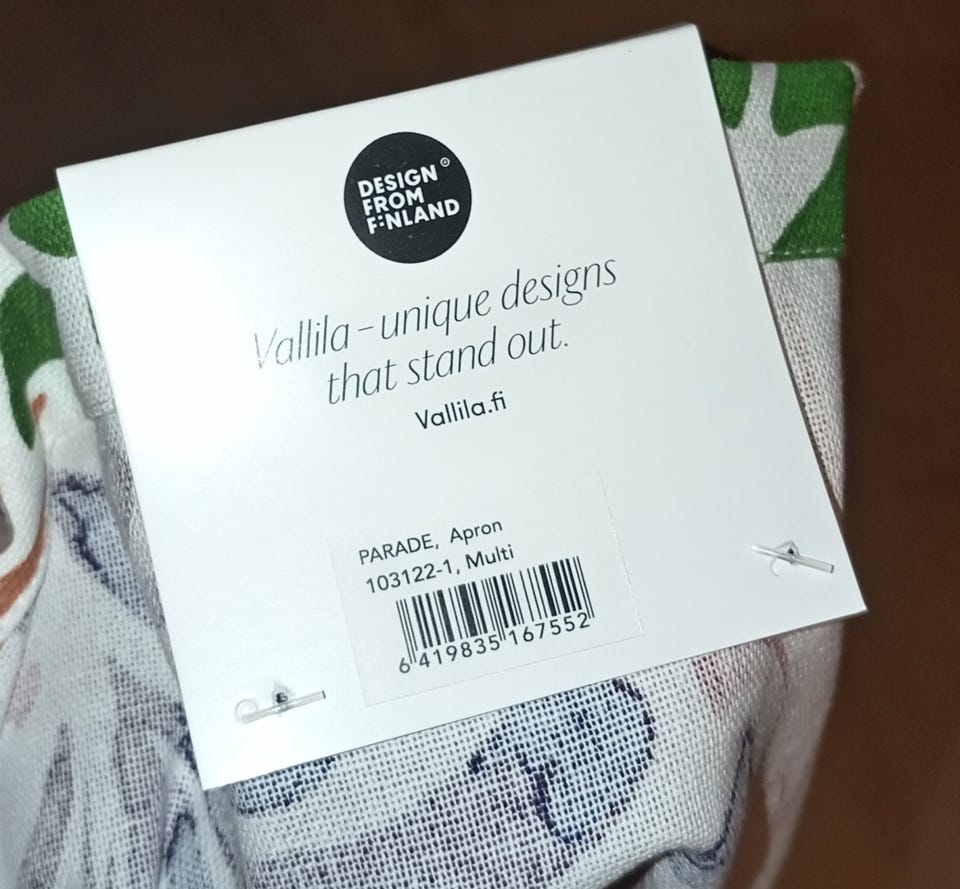 DESIGN ®
FROM
FINLAND
Vallila – unique designs
that stand out.
Vallila.fi
PARADE, Apron
103122-1, Multi
6 419835 167552